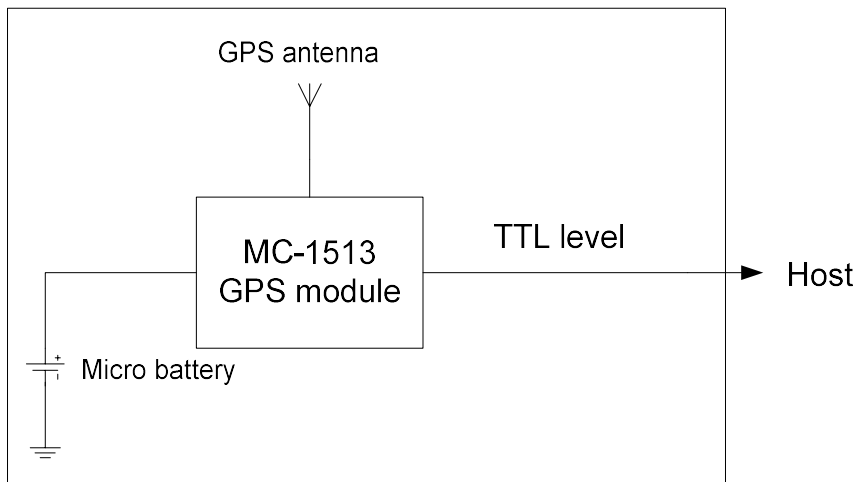 GPS antenna
MC-1513
GPS module
TTL level
Host
+
-
Micro battery